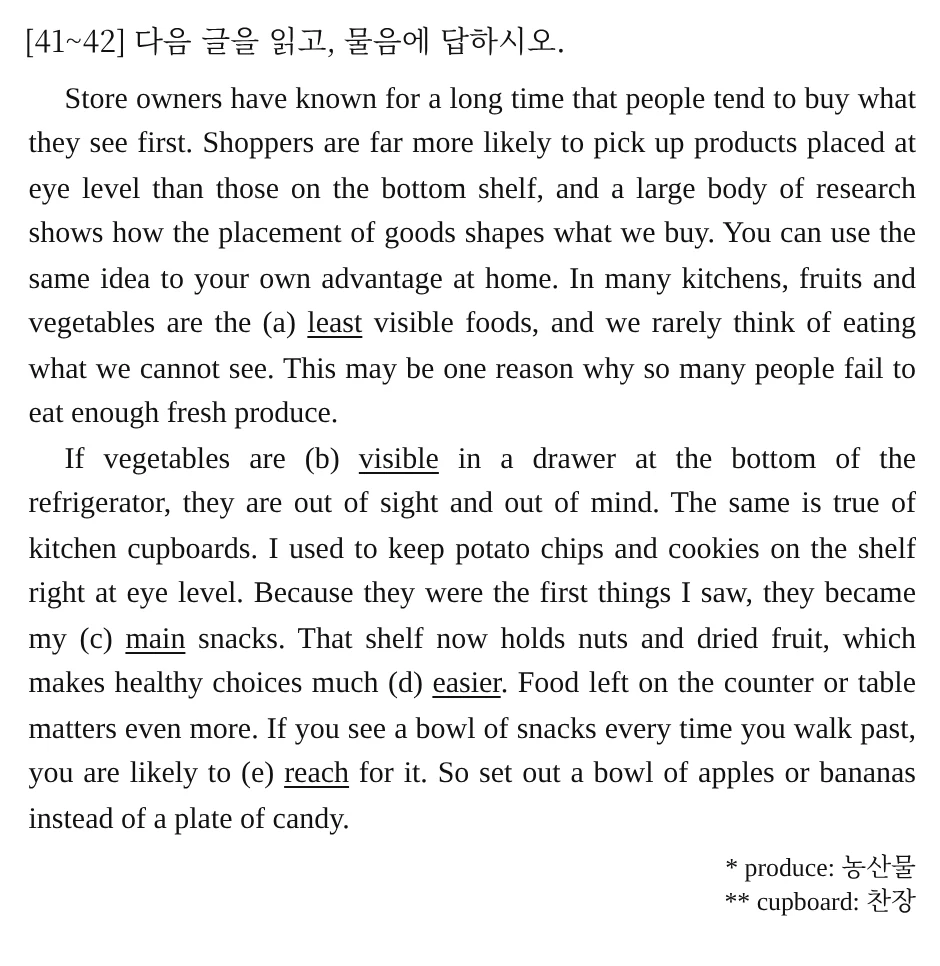 [41~42] 다음 글을 읽고, 물음에 답하시오.
Store owners have known for a long time that people tend to buy what
they see first. Shoppers are far more likely to pick up products placed at
eye level than those on the bottom shelf, and a large body of research
shows how the placement of goods shapes what we buy. You can use the
same idea to your own advantage at home. In many kitchens, fruits and
vegetables are the (a) least visible foods, and we rarely think of eating
what we cannot see. This may be one reason why so many people fail to
eat enough fresh produce.
If vegetables are (b) visible in a drawer at the bottom of the
refrigerator, they are out of sight and out of mind. The same is true of
kitchen cupboards. I used to keep potato chips and cookies on the shelf
right at eye level. Because they were the first things I saw, they became
my (c) main snacks. That shelf now holds nuts and dried fruit, which
makes healthy choices much (d) easier. Food left on the counter or table
matters even more. If you see a bowl of snacks every time you walk past,
you are likely to (e) reach for it. So set out a bowl of apples or bananas
instead of a plate of candy.
* produce: 농산물
** cupboard: 찬장